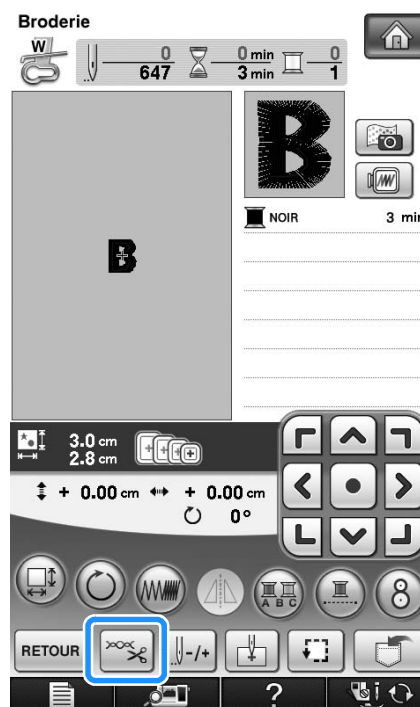 Broderie
W
0 0 min 0
647 3 min 1
B
NOIR 3 min
B
3.0 cm
2.8 cm
+ 0.00 cm + 0.00 cm
0°
A B C
8
RETOUR -/+
?